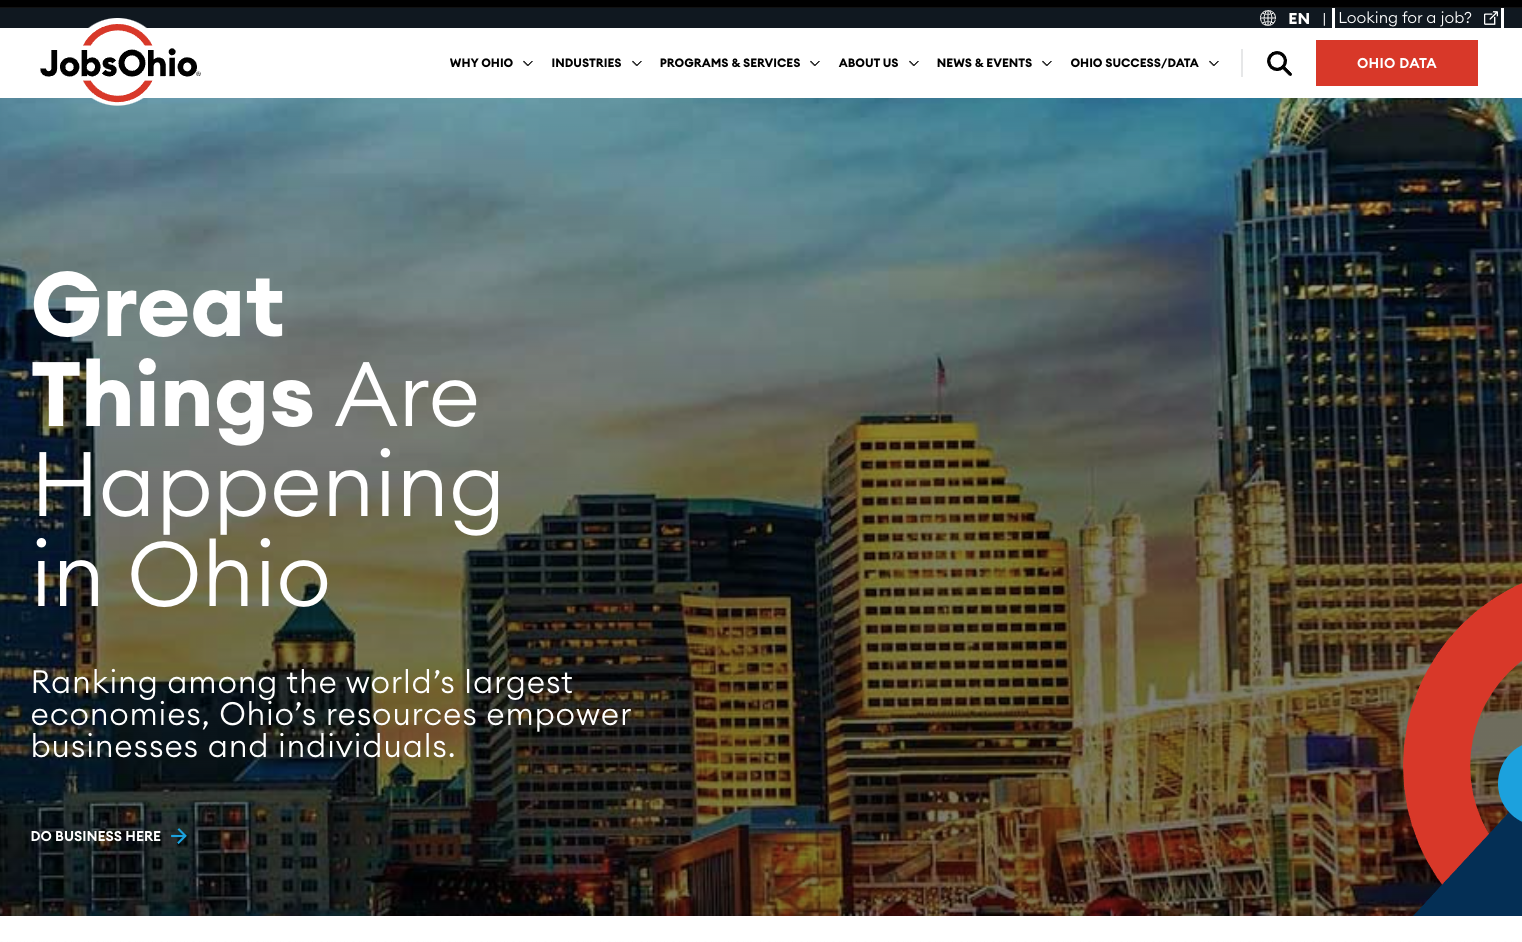 EN | Looking for a job?
JobsOhio®
WHY OHIO INDUSTRIES PROGRAMS & SERVICES ABOUT US NEWS & EVENTS OHIO SUCCESS/DATA OHIO DATA
Great
Things Are
Happening
in Ohio
Ranking among the world’s largest
economies, Ohio’s resources empower
businesses and individuals.
DO BUSINESS HERE